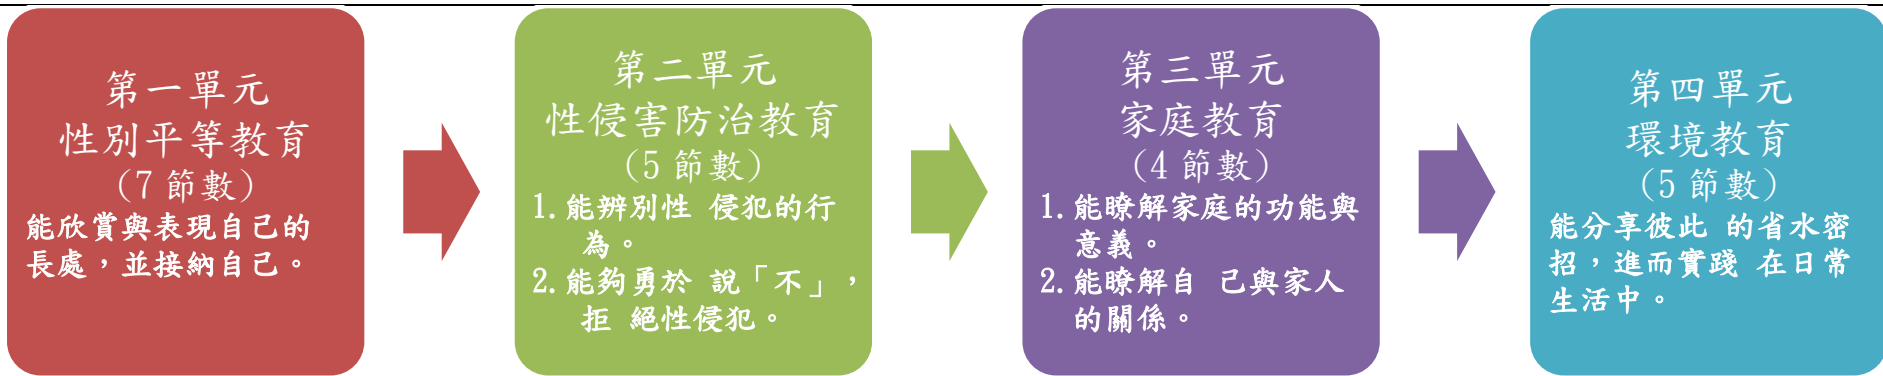 第一單元
性別平等教育
(7 節數)
能欣賞與表現自己的
長處，並接納自己。
第二單元
性侵害防治教育
(5 節數)
1. 能辨別性 侵犯的行
為。
2. 能夠勇於 說「不」，
拒 絕性侵犯。
第三單元
家庭教育
(4 節數)
1. 能瞭解家庭的功能與
意義。
2. 能瞭解自 己與家人
的關係。
第四單元
環境教育
(5 節數)
能分享彼此 的省水密
招，進而實踐 在日常
生活中。